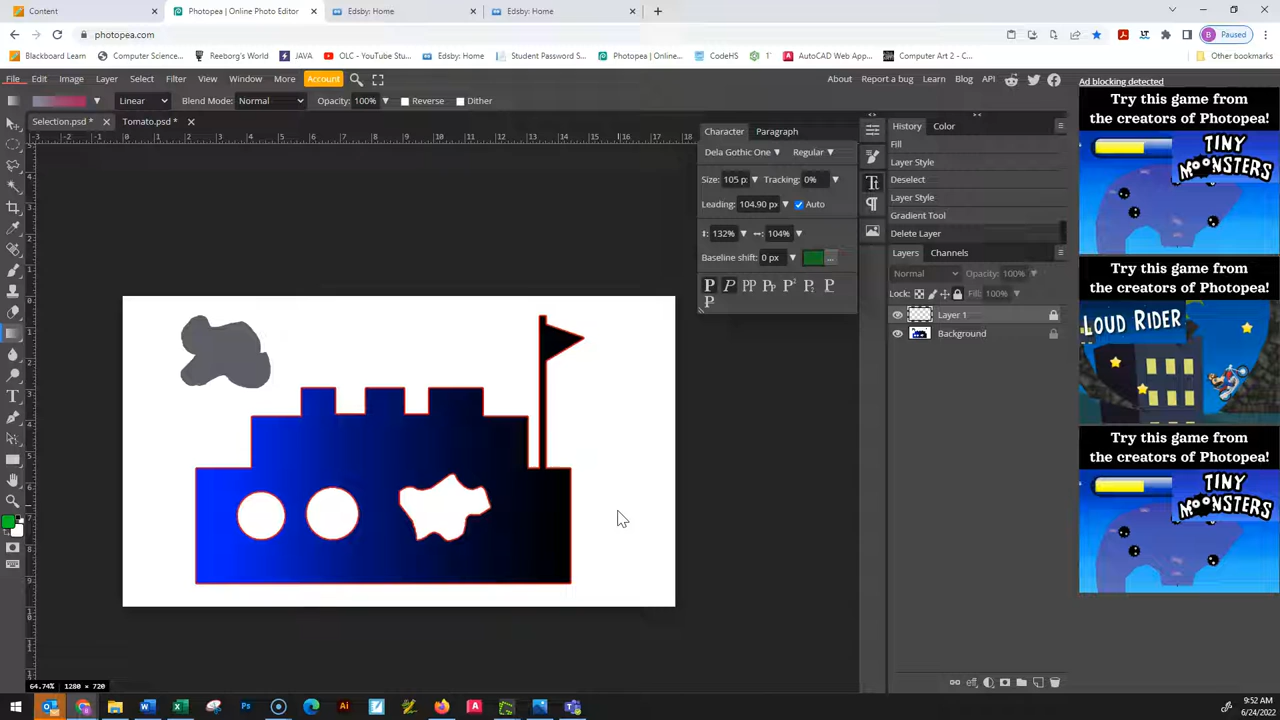 Content
Photopea | Online Photo Editor
Edsby: Home
Edsby: Home
photopea.com
Paused
Blackboard Learn
Computer Science...
Reeborg's World
JAVA
OLC - YouTube Stu...
Edsby: Home
Student Password S...
Photopea | Online...
CodeHS
AutoCAD Web App...
Computer Art 2 - C...
Other bookmarks
File Edit Image Layer Select Filter View Window More Account
About Report a bug Learn Blog API
Ad blocking detected
Linear Blend Mode: Normal Opacity: 100% Reverse Dither
Selection.psd * Tomato.psd *
Character Paragraph
Dela Gothic One Regular
Size: 105 p: Tracking: 0%
Leading: 104.90 px Auto
132% 104%
Baseline shift: 0 px
History Color
Fill
Layer Style
Deselect
Layer Style
Gradient Tool
Delete Layer
Layers Channels
Normal Opacity: 100%
Lock: Fill: 100%
Layer 1
Background
Try this game from
the creators of Photopea!
TINY
MONSTERS
Try this game from
the creators of Photopea!
LOUD RIDER
Try this game from
the creators of Photopea!
TINY
MONSTERS
64.74% 1280 × 720
9:52 AM
6/24/2022